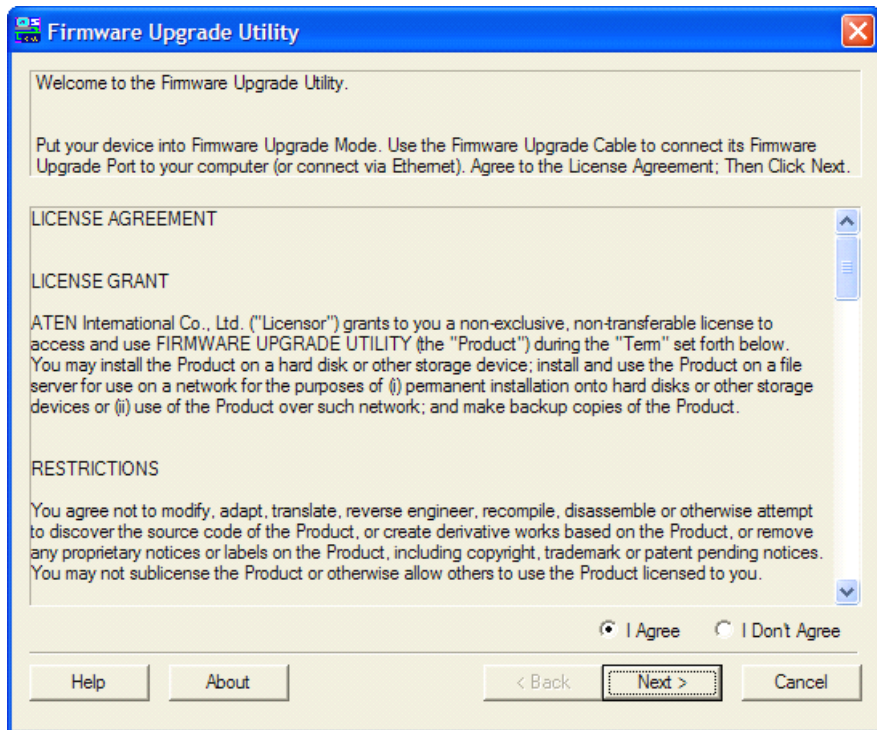 Firmware Upgrade Utility
Welcome to the Firmware Upgrade Utility.
Put your device into Firmware Upgrade Mode. Use the Firmware Upgrade Cable to connect its Firmware
Upgrade Port to your computer (or connect via Ethernet). Agree to the License Agreement; Then Click Next.
LICENSE AGREEMENT
LICENSE GRANT
ATEN International Co., Ltd. ("Licensor") grants to you a non-exclusive, non-transferable license to
access and use FIRMWARE UPGRADE UTILITY (the "Product") during the "Term" set forth below.
You may install the Product on a hard disk or other storage device; install and use the Product on a file
server for use on a network for the purposes of (i) permanent installation onto hard disks or other storage
devices or (ii) use of the Product over such network; and make backup copies of the Product.
RESTRICTIONS
You agree not to modify, adapt, translate, reverse engineer, recompile, disassemble or otherwise attempt
to discover the source code of the Product, or create derivative works based on the Product, or remove
any proprietary notices or labels on the Product, including copyright, trademark or patent pending notices.
You may not sublicense the Product or otherwise allow others to use the Product licensed to you.
I Agree I Don't Agree
Help About < Back Next > Cancel